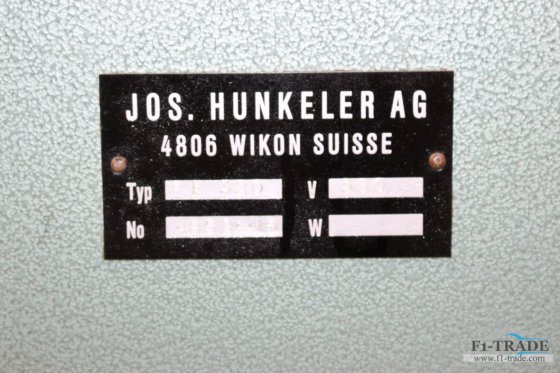 JOS. HUNKELER AG
4806 WIKON SUISSE
Typ V
No W
F1-TRADE
www.f1-trade.com